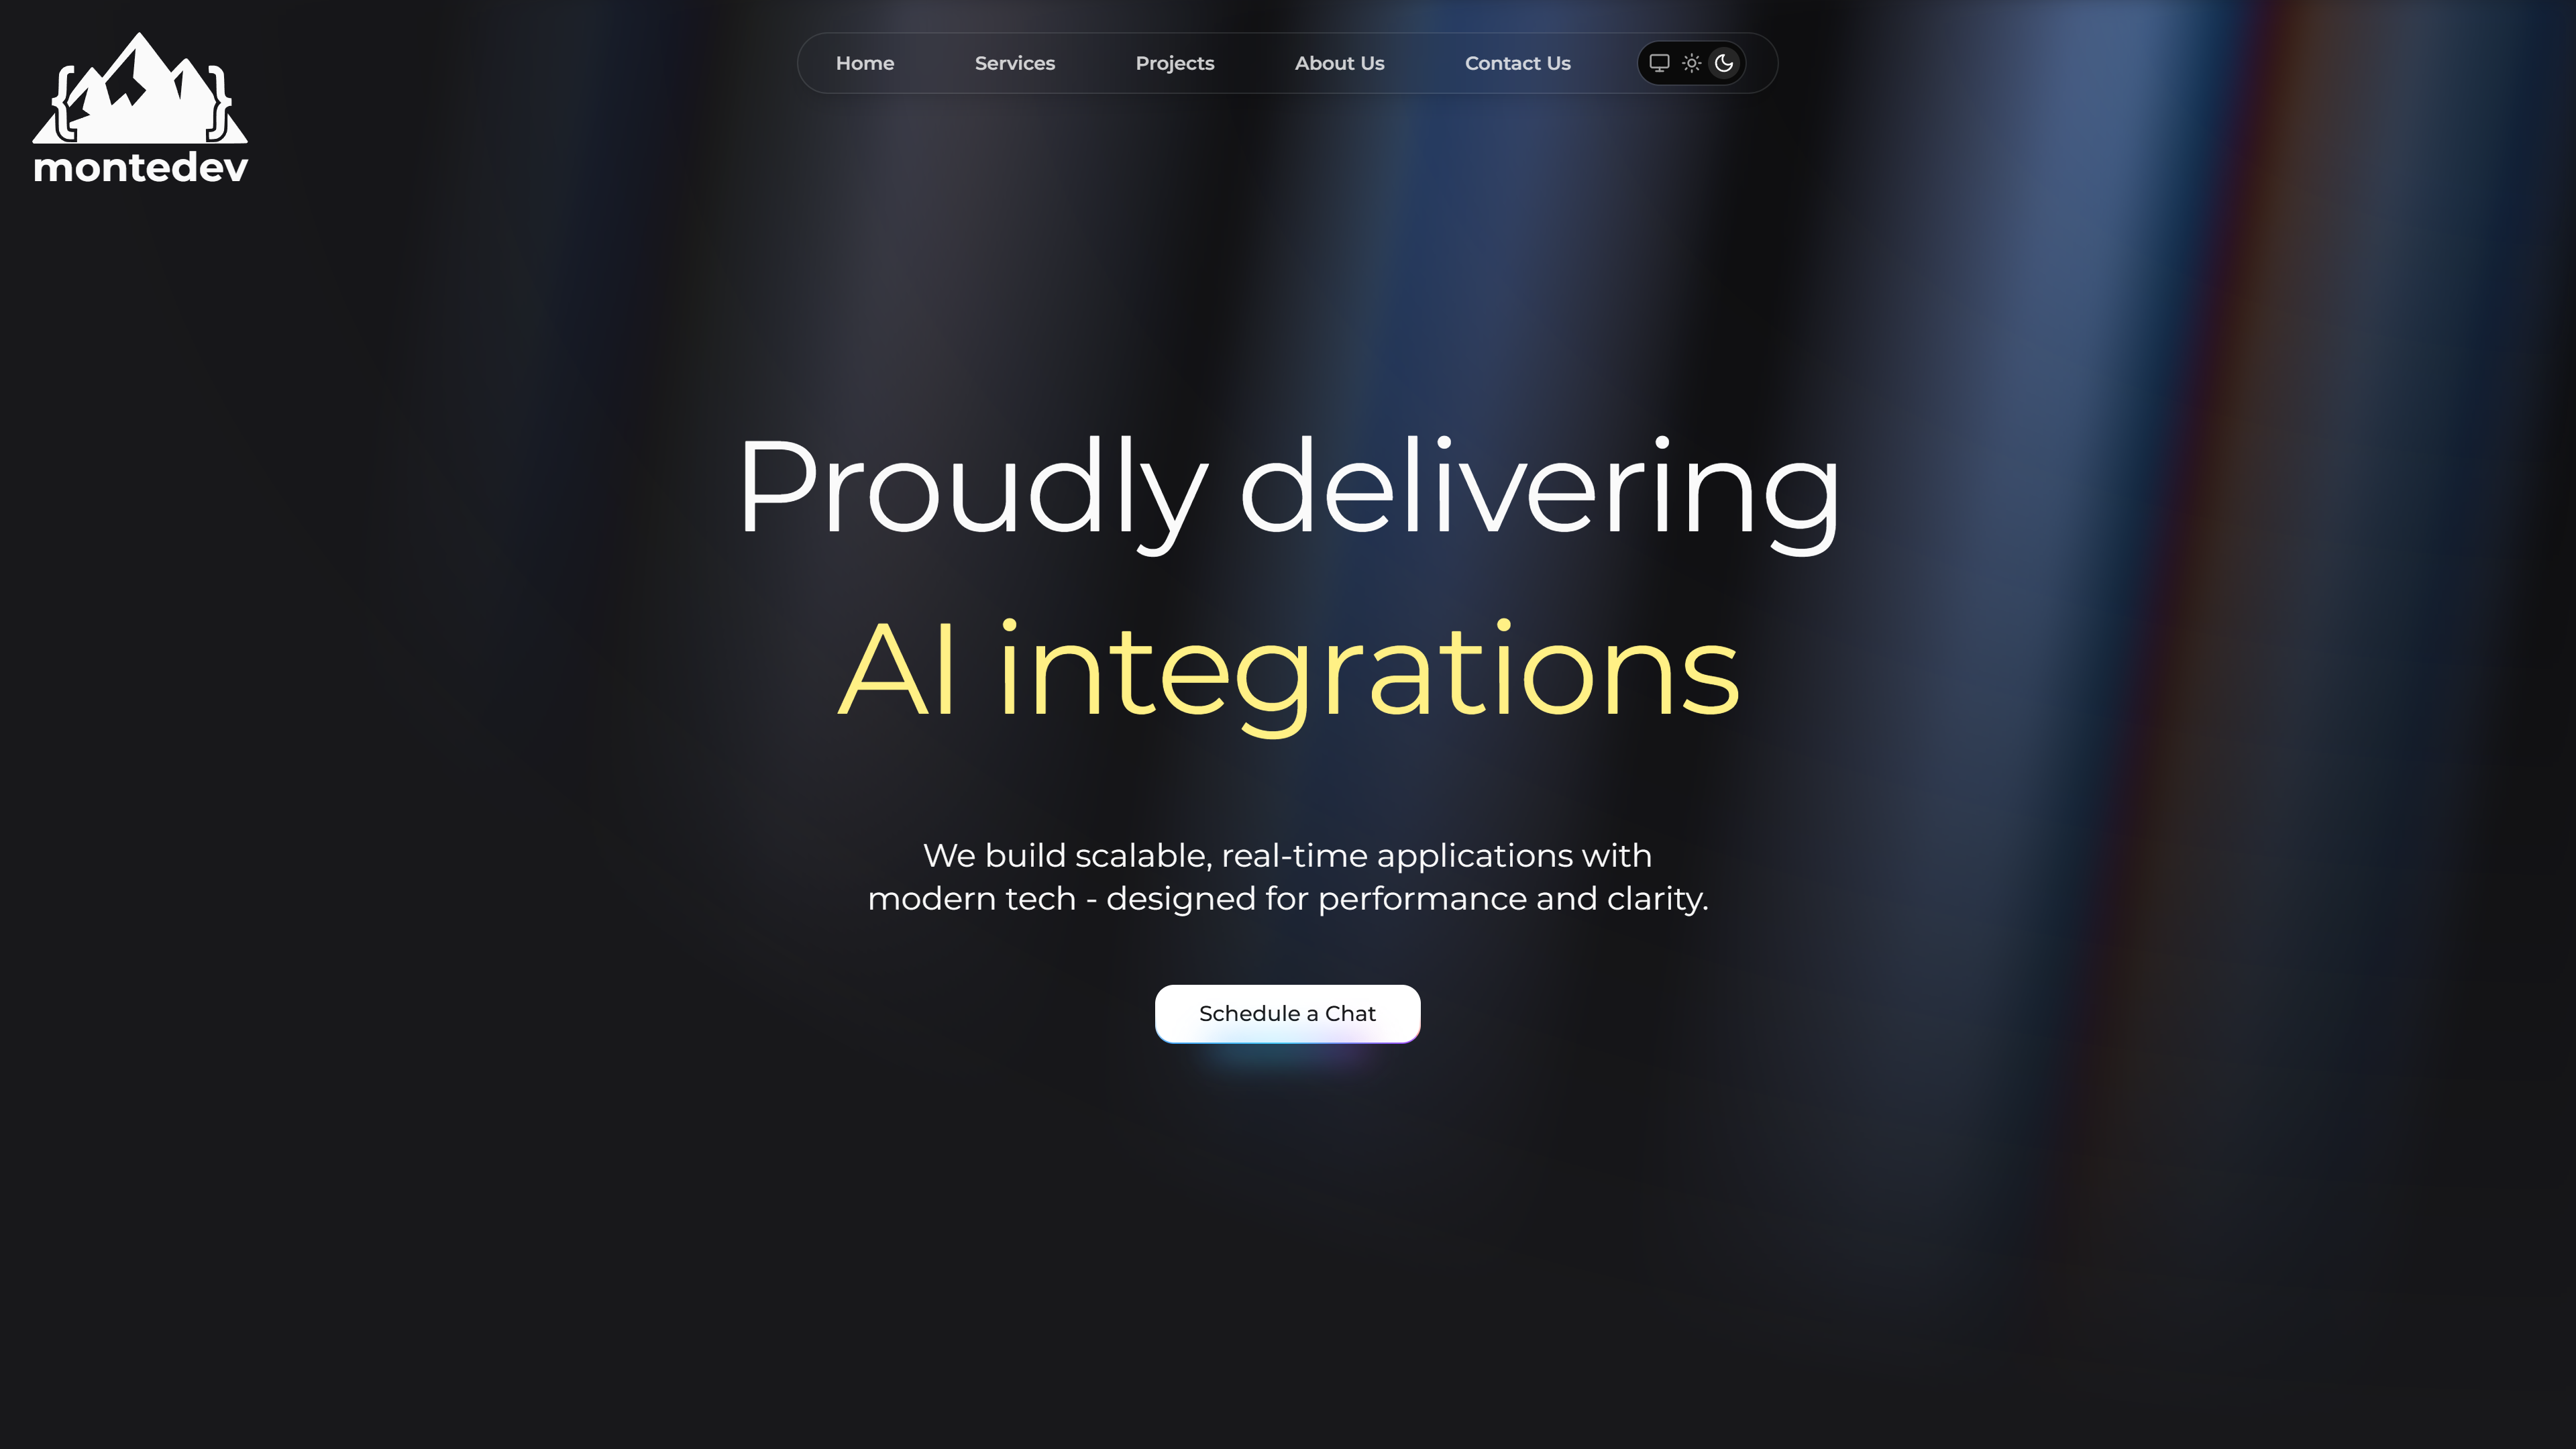 montedev
Home Services Projects About Us Contact Us
Proudly delivering
AI integrations
We build scalable, real-time applications with
modern tech - designed for performance and clarity.
Schedule a Chat